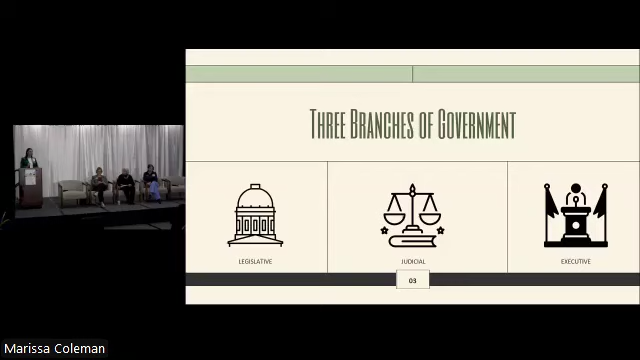 THREE BRANCHES OF GOVERNMENT
LEGISLATIVE
JUDICIAL
EXECUTIVE
03
Marissa Coleman